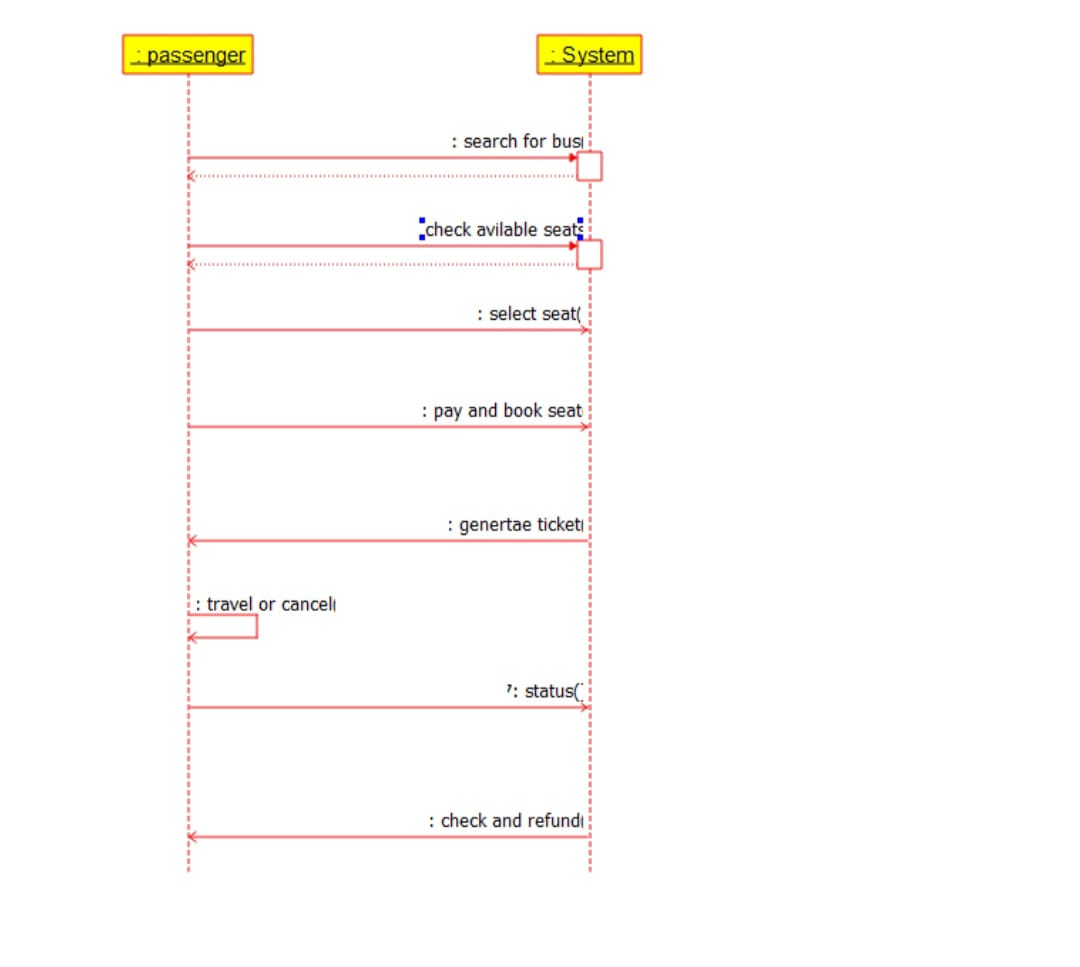 : passenger
: System
: search for bus(
check avilable seats
: select seat(
: pay and book seat
: genertae ticket(
: travel or cancel(
7: status()
: check and refund(